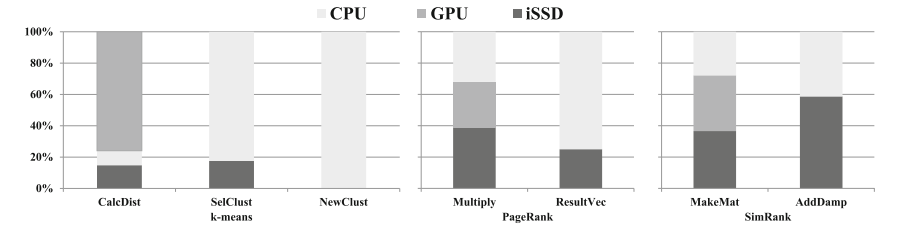 CPU GPU iSSD
100%
80%
60%
40%
20%
0%
CalcDist SelClust NewClust Multiply ResultVec MakeMat AddDamp
k-means PageRank SimRank